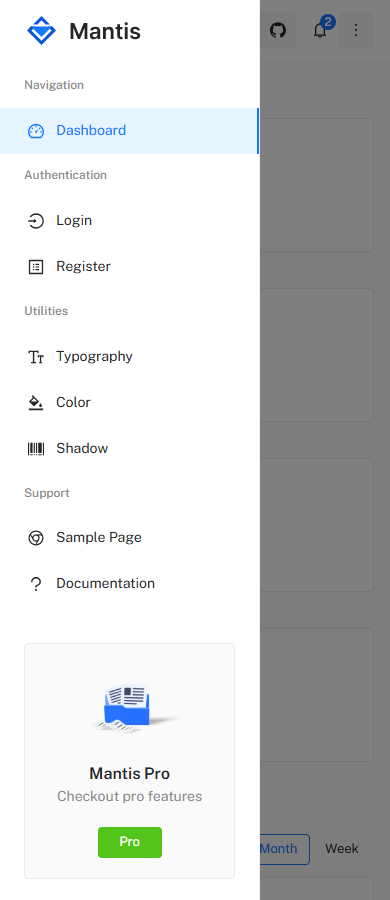 Mantis
2
Navigation
Dashboard
Authentication
Login
Register
Utilities
Typography
Color
Shadow
Support
Sample Page
Documentation
Mantis Pro
Checkout pro features
Pro
Month
Week